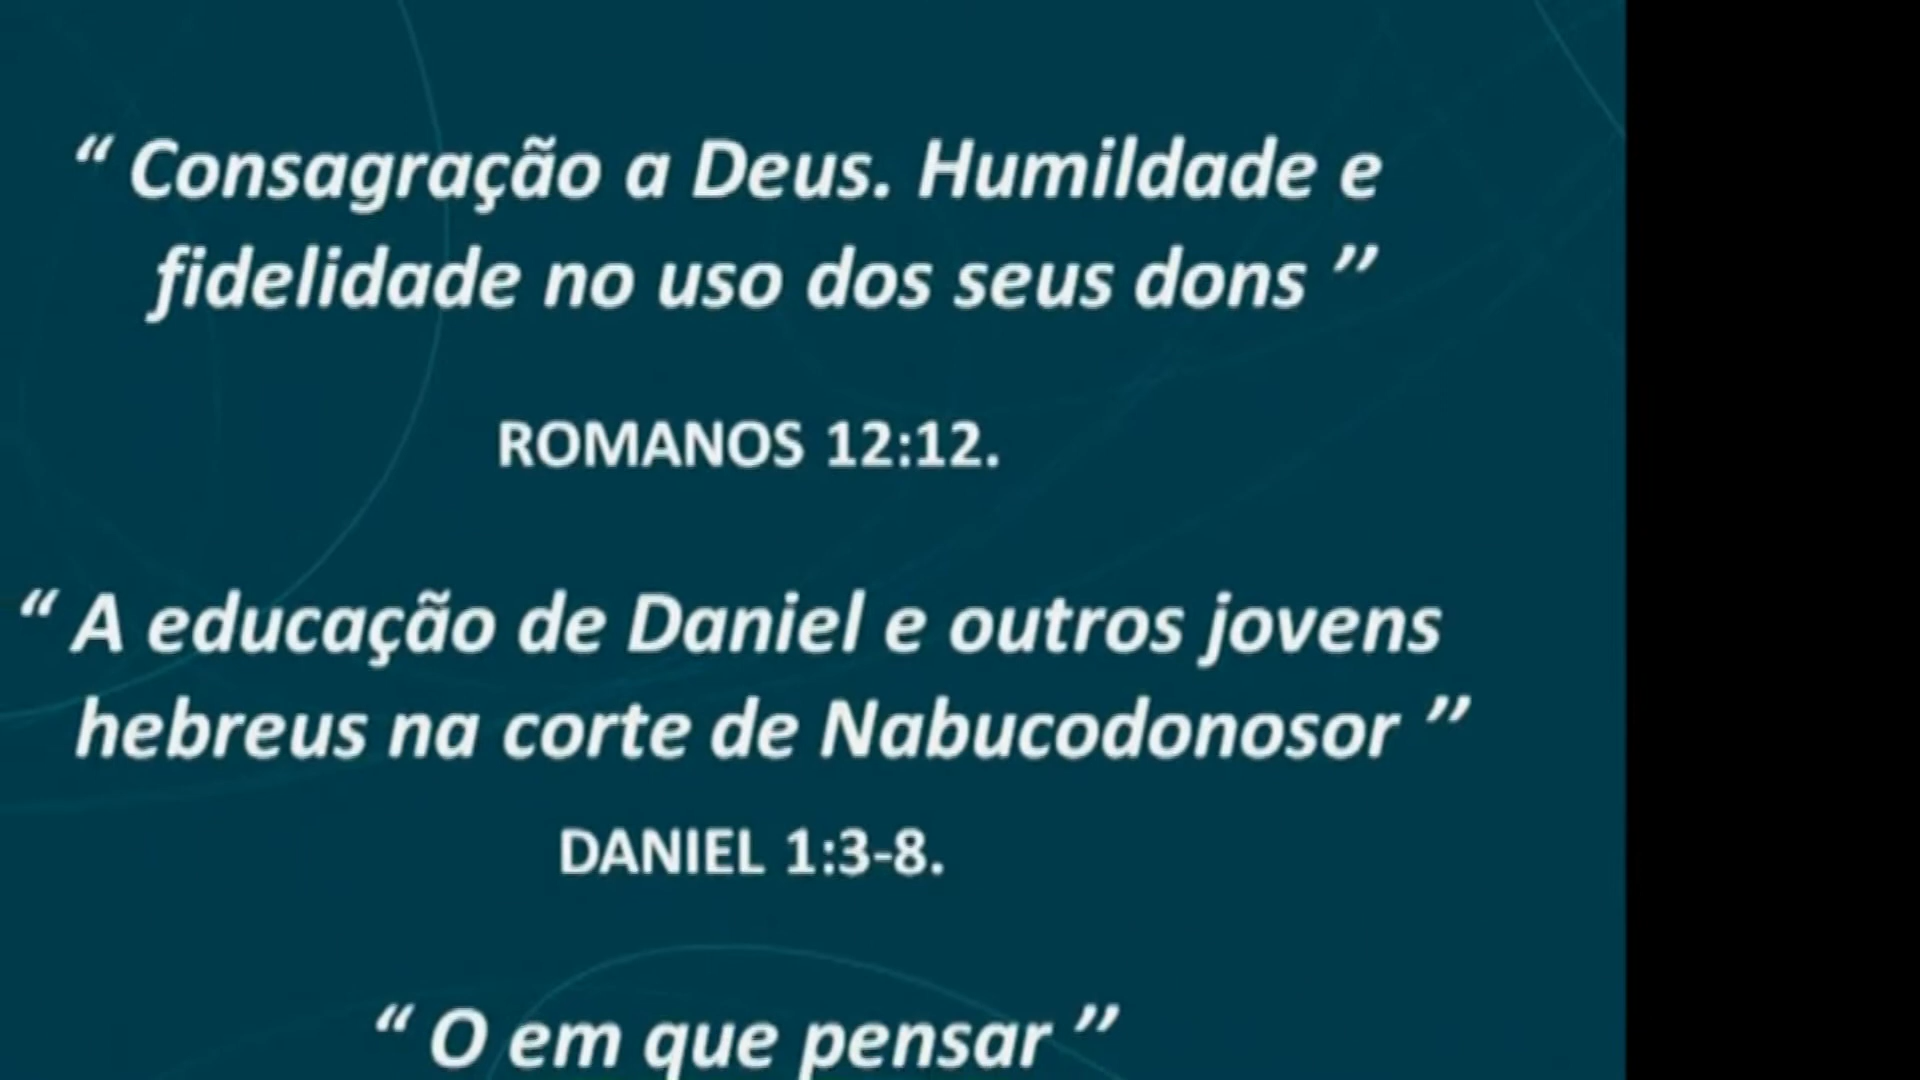 “ Consagração a Deus. Humildade e
fidelidade no uso dos seus dons ”
ROMANOS 12:12.
“ A educação de Daniel e outros jovens
hebreus na corte de Nabucodonosor ”
DANIEL 1:3-8.
“ O em que pensar ”